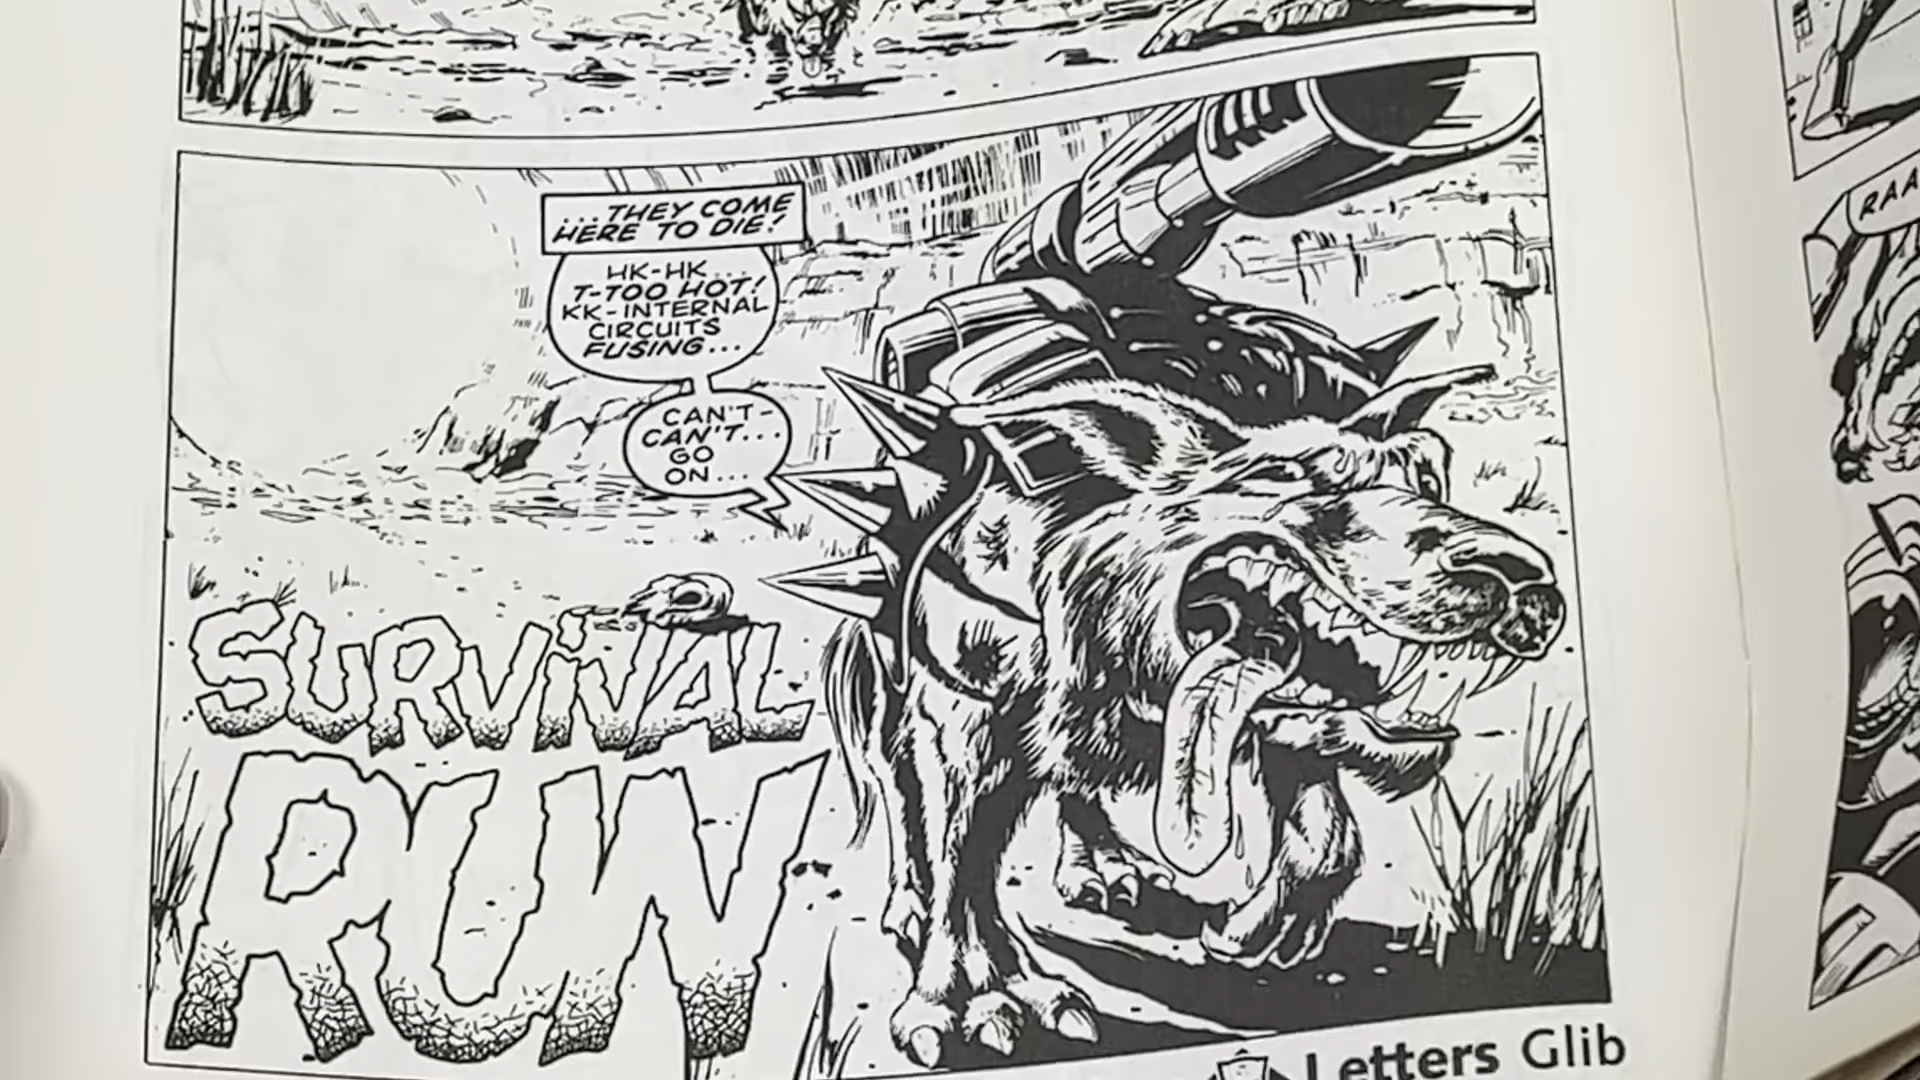 ...THEY COME
HERE TO DIE!
HK-HK...
T-TOO HOT!
KK-INTERNAL
CIRCUITS
FUSING...
CAN'T-
CAN'T...
GO
ON...
SURVIVAL
RUN
Letters Glib